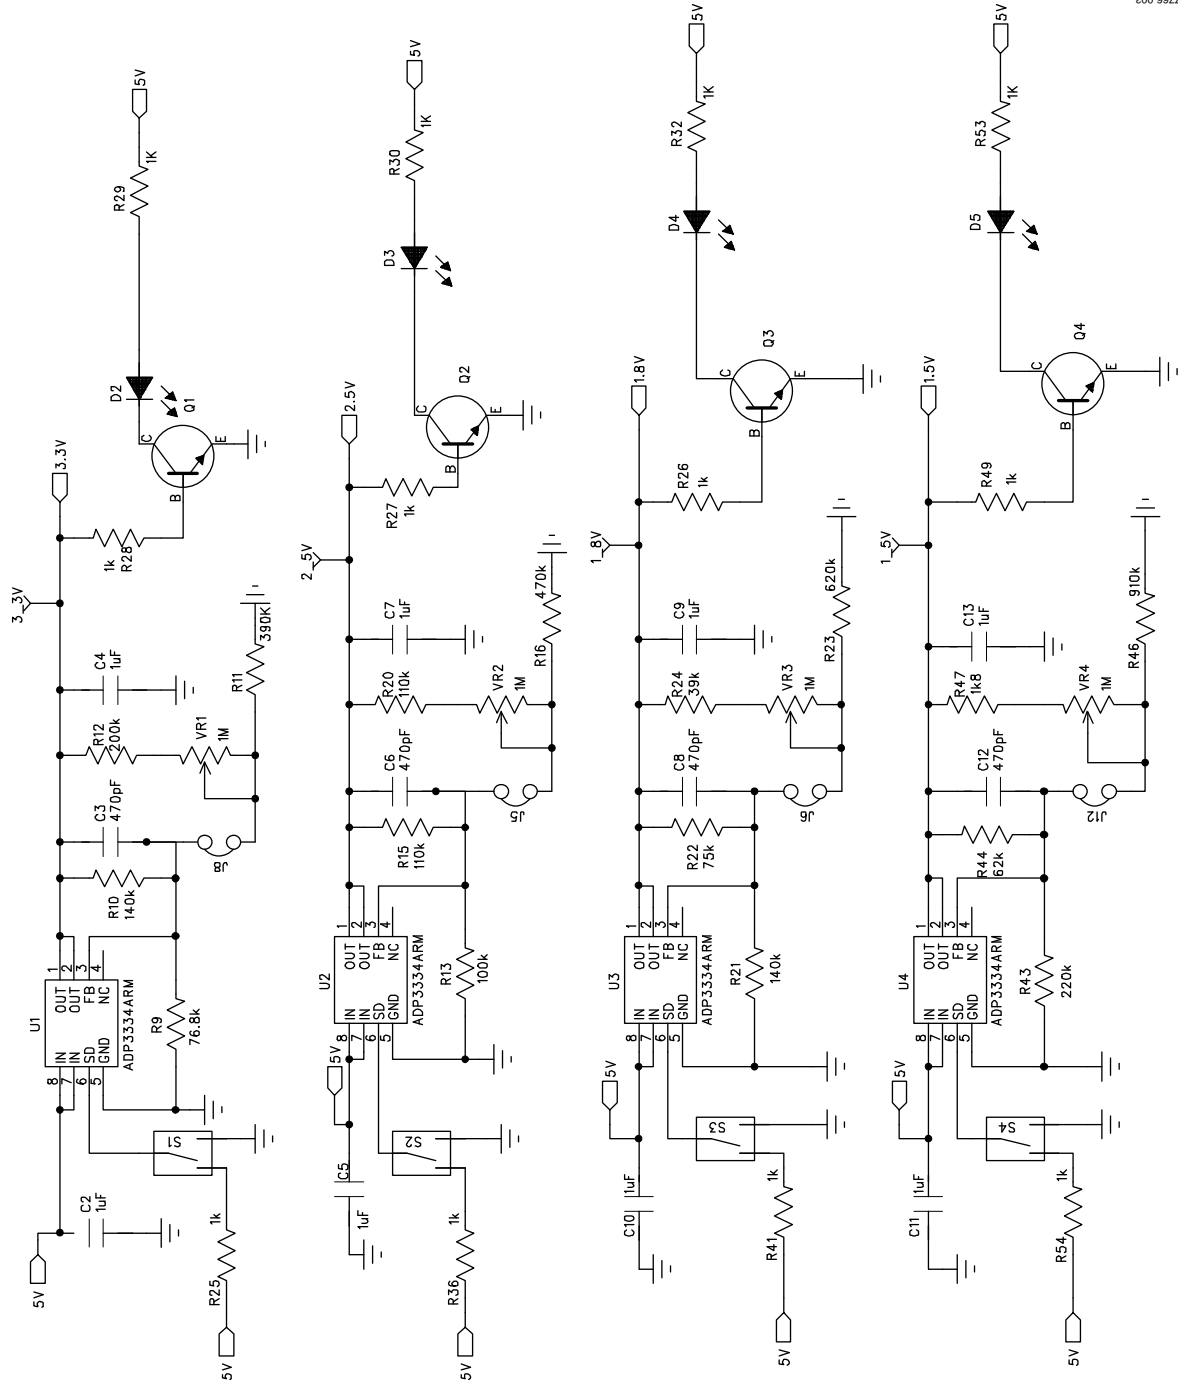 5V
C2
1uF
R25
1k
5V
S1
8
7
6
5
IN
IN
SD
GND
U1
OUT
OUT
FB
NC
ADP3334ARM
1
2
3
4
R9
76.8k
R10
140k
C3
470pF
J8
R12
200k
VR1
1M
C4
1uF
R11
390K
3_3V
1k
R28
3.3V
B
C
E
Q1
D2
R29
1K
5V
C5
1uF
5V
R36
1k
5V
S2
8
7
6
5
IN
IN
SD
GND
U2
OUT
OUT
FB
NC
ADP3334ARM
1
2
3
4
R13
100k
R15
110k
C6
470pF
J5
R20
110k
VR2
1M
C7
1uF
R16
470k
2_5V
R27
1k
2.5V
B
C
E
Q2
D3
R30
1K
5V
C10
1uF
5V
R41
1k
5V
S3
8
7
6
5
IN
IN
SD
GND
U3
OUT
OUT
FB
NC
ADP3334ARM
1
2
3
4
R21
140k
R22
75k
C8
470pF
J6
R24
39k
VR3
1M
C9
1uF
R23
620k
1_8V
R26
1k
1.8V
B
C
E
Q3
D4
R32
1K
5V
C11
1uF
5V
R54
1k
5V
S4
8
7
6
5
IN
IN
SD
GND
U4
OUT
OUT
FB
NC
ADP3334ARM
1
2
3
4
R43
220k
R44
62k
C12
470pF
J12
R47
1k8
VR4
1M
C13
1uF
R46
910k
1_5V
R49
1k
1.5V
B
C
E
Q4
D5
R53
1K
5V